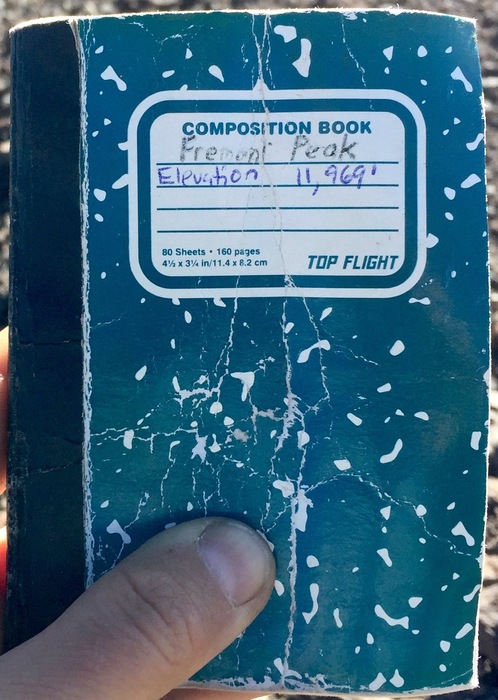 COMPOSITION BOOK
Fremont Peak
Elevation 11,969'
80 Sheets • 160 pages
4½ x 3¼ in/11.4 x 8.2 cm
TOP FLIGHT